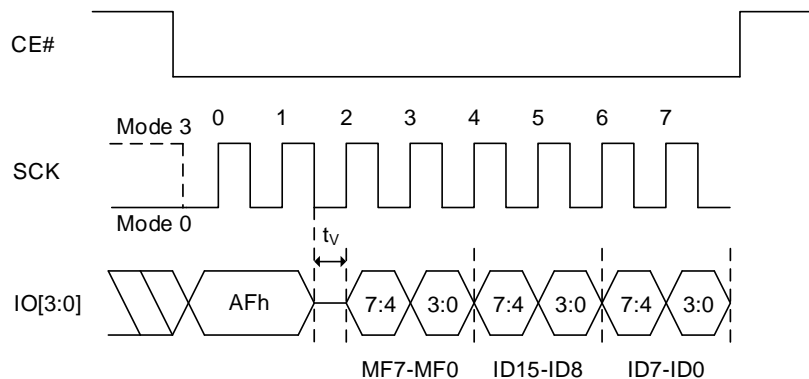 CE#
0 1 2 3 4 5 6 7
Mode 3
SCK
Mode 0
tV
IO[3:0] AFh 7:4 3:0 7:4 3:0 7:4 3:0
MF7-MF0 ID15-ID8 ID7-ID0